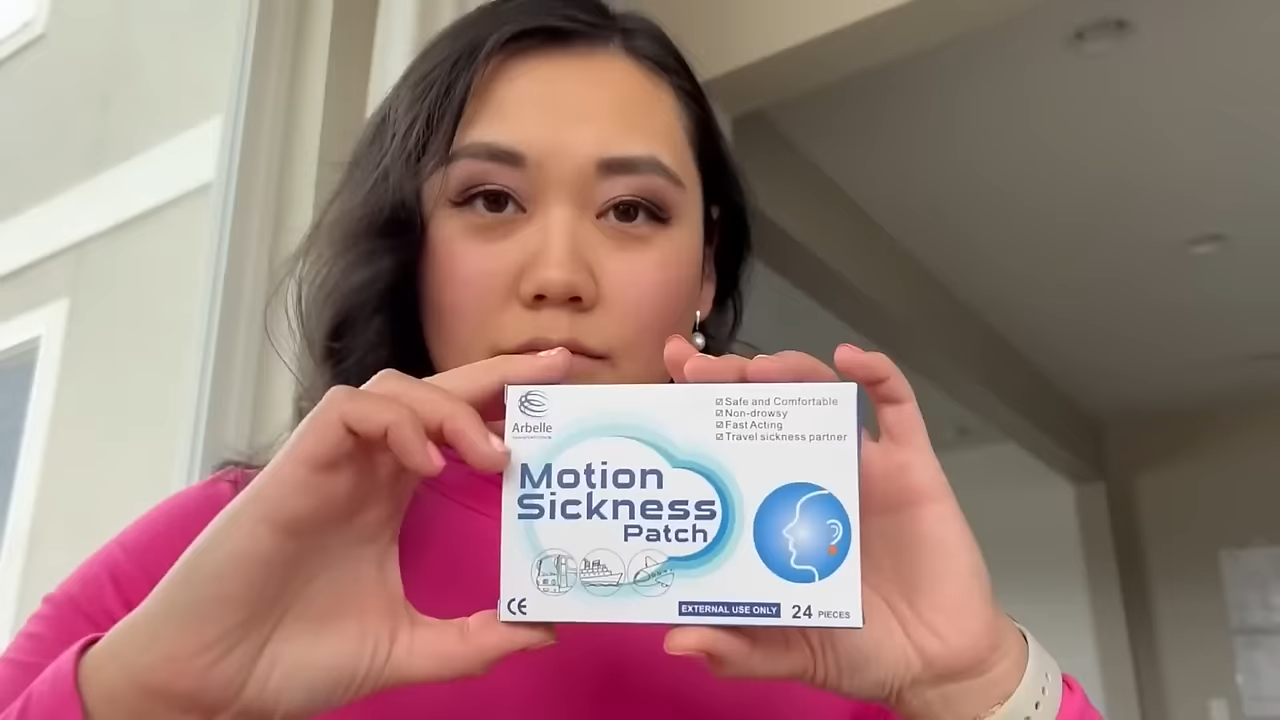 Arbelle
☑Safe and Comfortable
☑Non-drowsy
☑Fast Acting
☑Travel sickness partner
Motion
Sickness
Patch
CE
EXTERNAL USE ONLY
24 PIECES